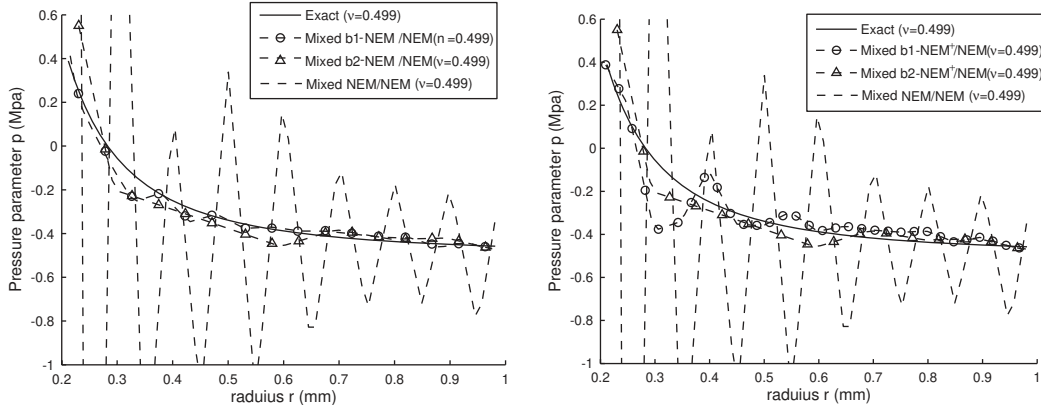 Exact (ν=0.499)
Mixed b1-NEM /NEM(n =0.499)
Mixed b2-NEM /NEM(ν=0.499)
Mixed NEM/NEM (ν=0.499)
0.6
0.4
0.2
0
-0.2
-0.4
-0.6
-0.8
-1
Pressure parameter p (Mpa)
0.2 0.3 0.4 0.5 0.6 0.7 0.8 0.9 1
raduius r (mm)
Exact (ν=0.499)
Mixed b1-NEM⁺/NEM(ν=0.499)
Mixed b2-NEM⁺/NEM(ν=0.499)
Mixed NEM/NEM (ν=0.499)
0.6
0.4
0.2
0
-0.2
-0.4
-0.6
-0.8
-1
Pressure parameter p (Mpa)
0.2 0.3 0.4 0.5 0.6 0.7 0.8 0.9 1
raduius r (mm)